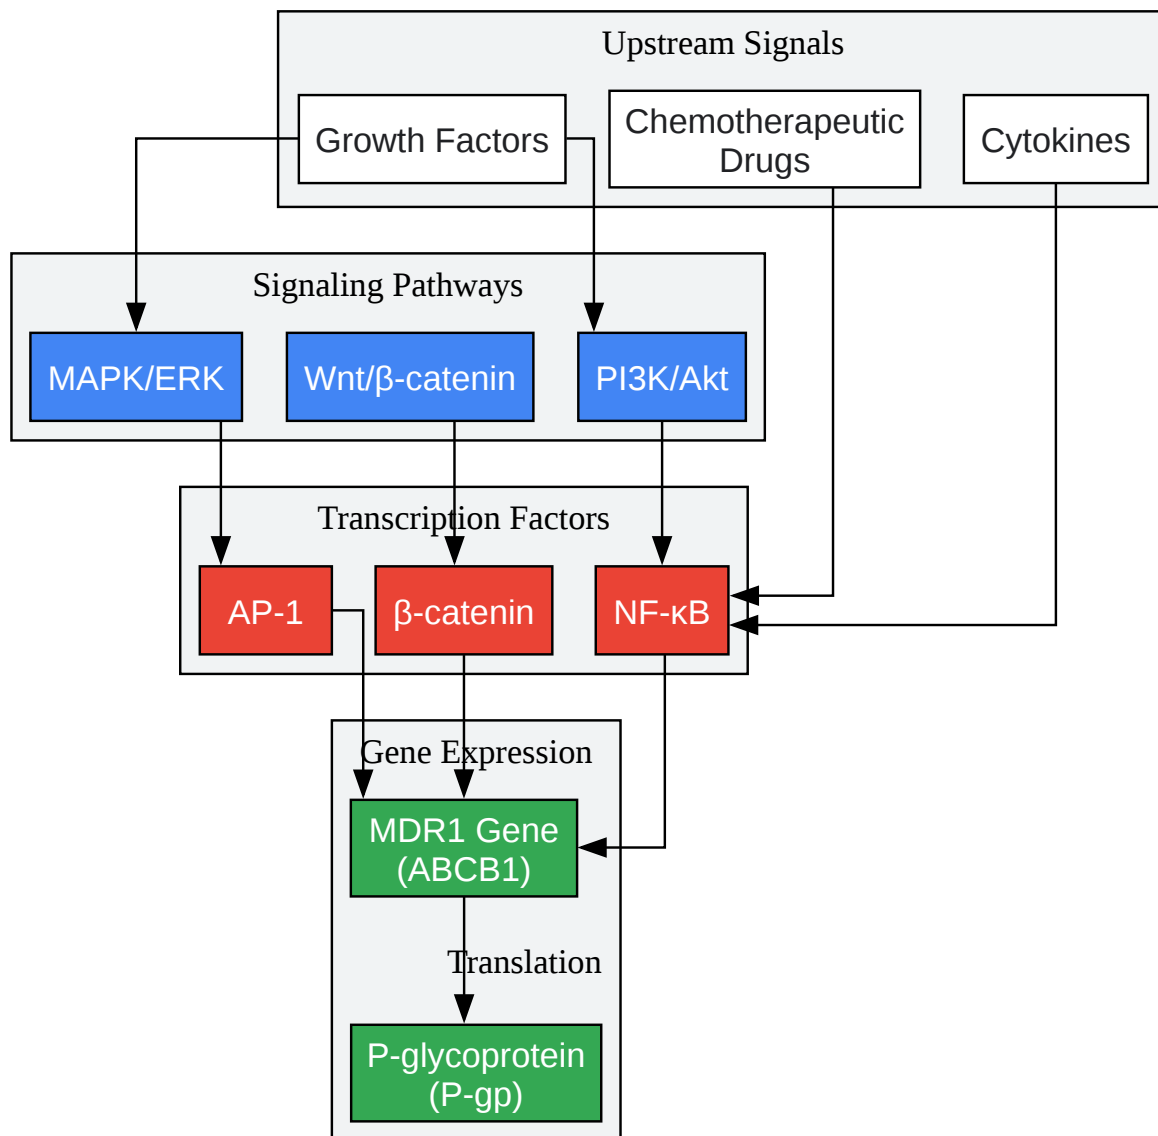 Upstream Signals
Growth Factors
Chemotherapeutic
Drugs
Cytokines
Signaling Pathways
MAPK/ERK
Wnt/β-catenin
PI3K/Akt
Transcription Factors
AP-1
β-catenin
NF-κB
Gene Expression
MDR1 Gene
(ABCB1)
Translation
P-glycoprotein
(P-gp)